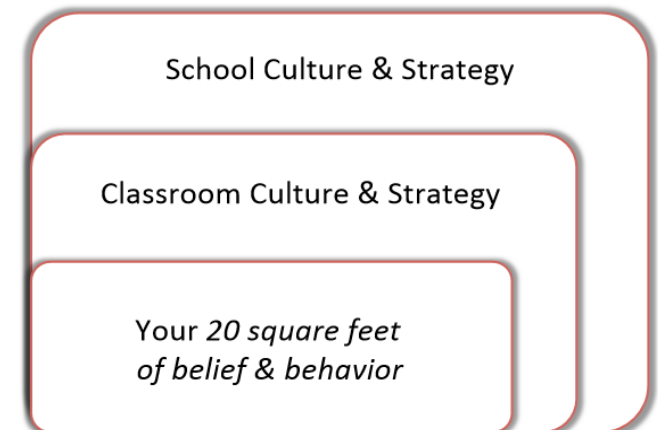 School Culture & Strategy
Classroom Culture & Strategy
Your 20 square feet
of belief & behavior